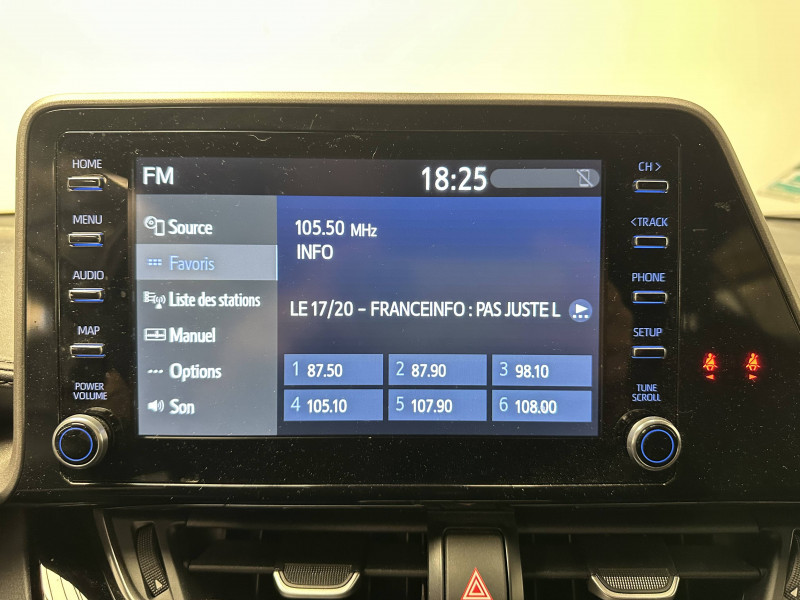 HOME
MENU
AUDIO
MAP
POWER
VOLUME
FM
18:25
Source
Favoris
Liste des stations
Manuel
Options
Son
105.50 MHz
INFO
LE 17/20 – FRANCEINFO : PAS JUSTE L
1 87.50
2 87.90
3 98.10
4 105.10
5 107.90
6 108.00
CH >
<TRACK
PHONE
SETUP
TUNE
SCROLL